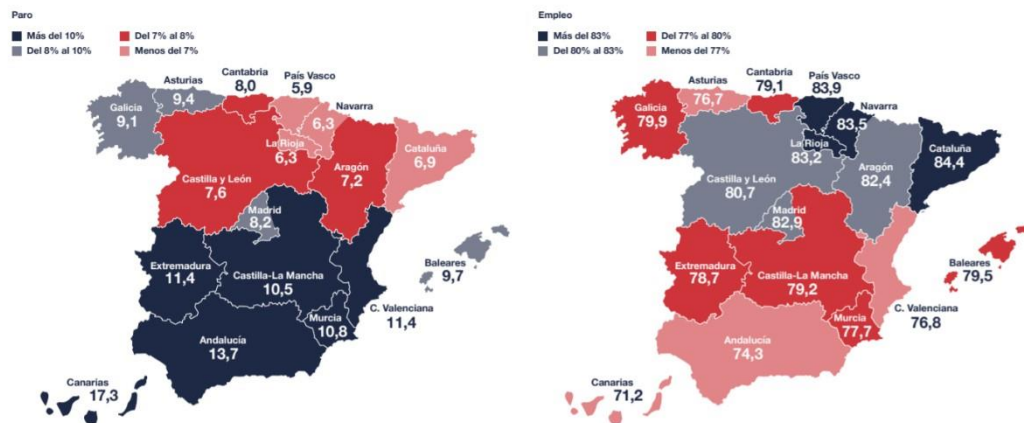 Paro
Más del 10%
Del 7% al 8%
Del 8% al 10%
Menos del 7%
Asturias
9,4
Cantabria
8,0
País Vasco
5,9
Galicia
9,1
Navarra
6,3
La Rioja
6,3
Cataluña
6,9
Aragón
7,2
Castilla y León
7,6
Madrid
8,2
Baleares
9,7
Extremadura
11,4
Castilla-La Mancha
10,5
C. Valenciana
11,4
Murcia
10,8
Andalucía
13,7
Canarias
17,3
Empleo
Más del 83%
Del 77% al 80%
Del 80% al 83%
Menos del 77%
Asturias
76,7
Cantabria
79,1
País Vasco
83,9
Galicia
79,9
Navarra
83,5
La Rioja
83,2
Cataluña
84,4
Aragón
82,4
Castilla y León
80,7
Madrid
82,9
Baleares
79,5
Extremadura
78,7
Castilla-La Mancha
79,2
C. Valenciana
76,8
Murcia
77,7
Andalucía
74,3
Canarias
71,2